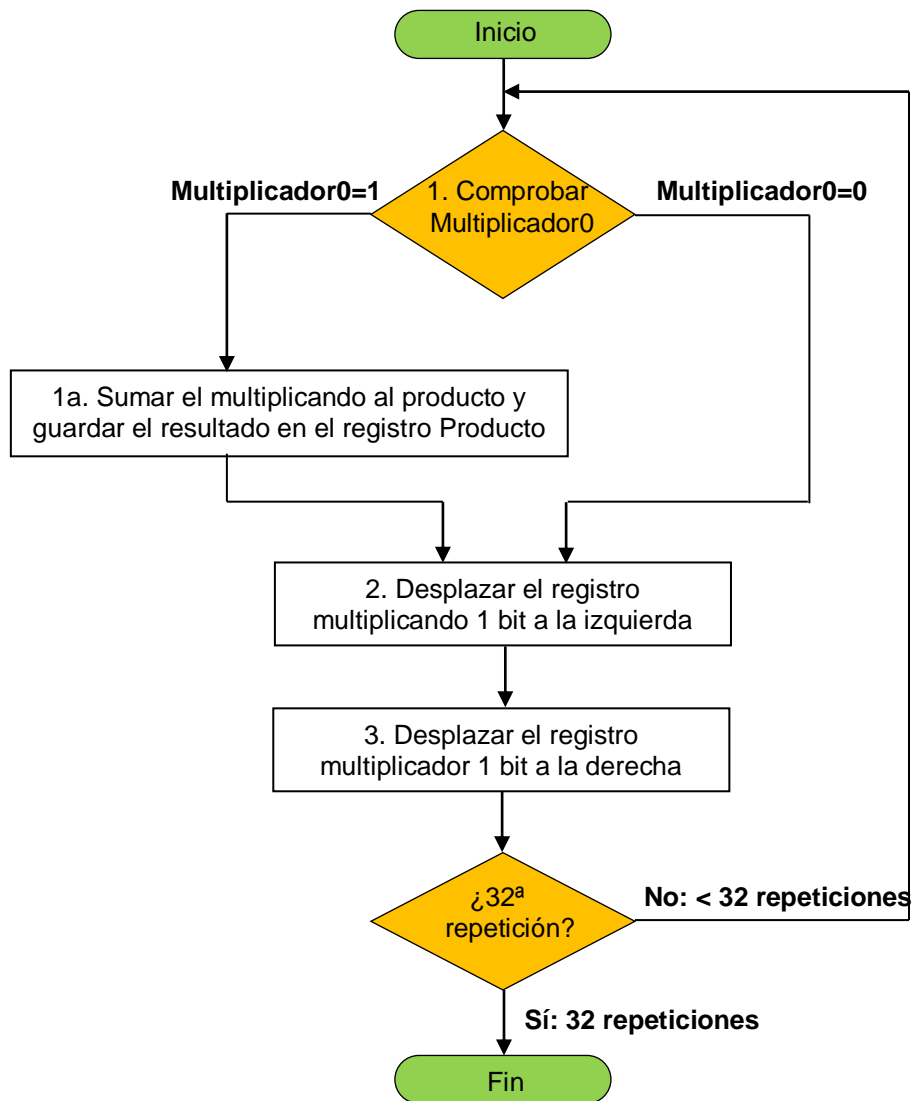 Inicio
Multiplicador0=1
1. Comprobar
Multiplicador0
Multiplicador0=0
1a. Sumar el multiplicando al producto y
guardar el resultado en el registro Producto
2. Desplazar el registro
multiplicando 1 bit a la izquierda
3. Desplazar el registro
multiplicador 1 bit a la derecha
¿32ª
repetición?
No: < 32 repeticiones
Sí: 32 repeticiones
Fin